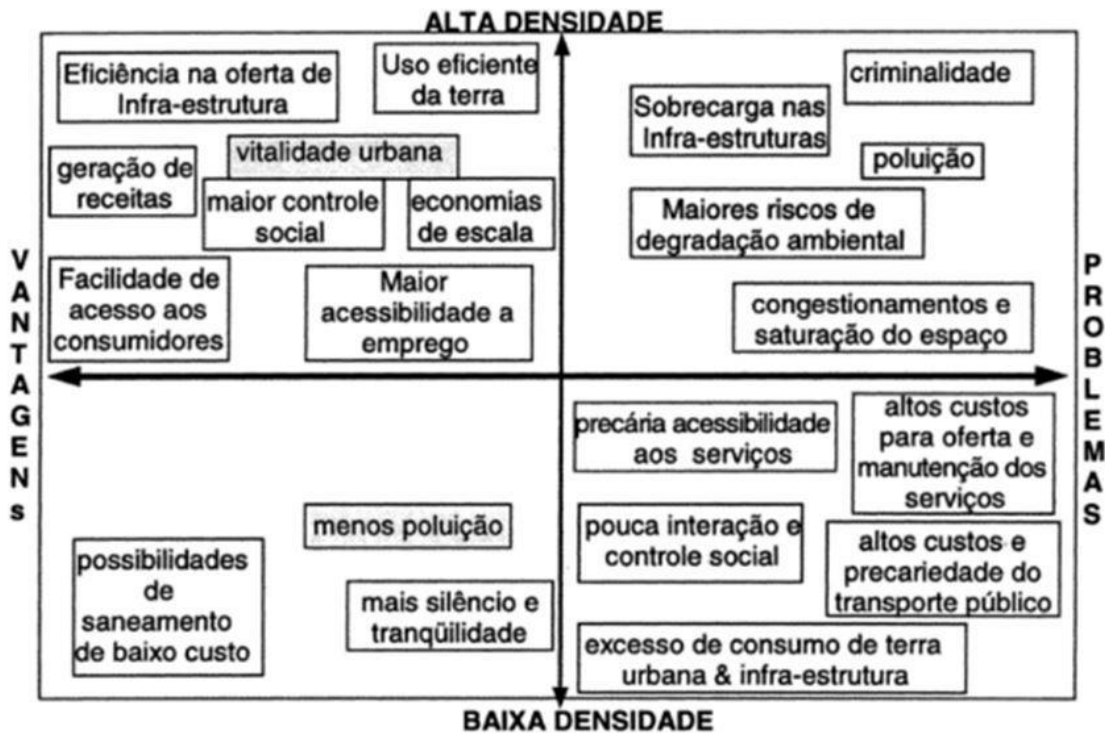 ALTA DENSIDADE
Eficiência na oferta de
Infra-estrutura
Uso eficiente
da terra
vitalidade urbana
geração de
receitas
maior controle
social
economias
de escala
Facilidade de
acesso aos
consumidores
Maior
acessibilidade a
emprego
criminalidade
Sobrecarga nas
Infra-estruturas
poluição
Maiores riscos de
degradação ambiental
congestionamentos e
saturação do espaço
VANTAGENs
PROBLEMAS
possibilidades
de
saneamento
de baixo custo
menos poluição
mais silêncio e
tranqüilidade
precária acessibilidade
aos serviços
altos custos
para oferta e
manutenção dos
serviços
pouca interação e
controle social
altos custos e
precariedade do
transporte público
excesso de consumo de terra
urbana & infra-estrutura
BAIXA DENSIDADE